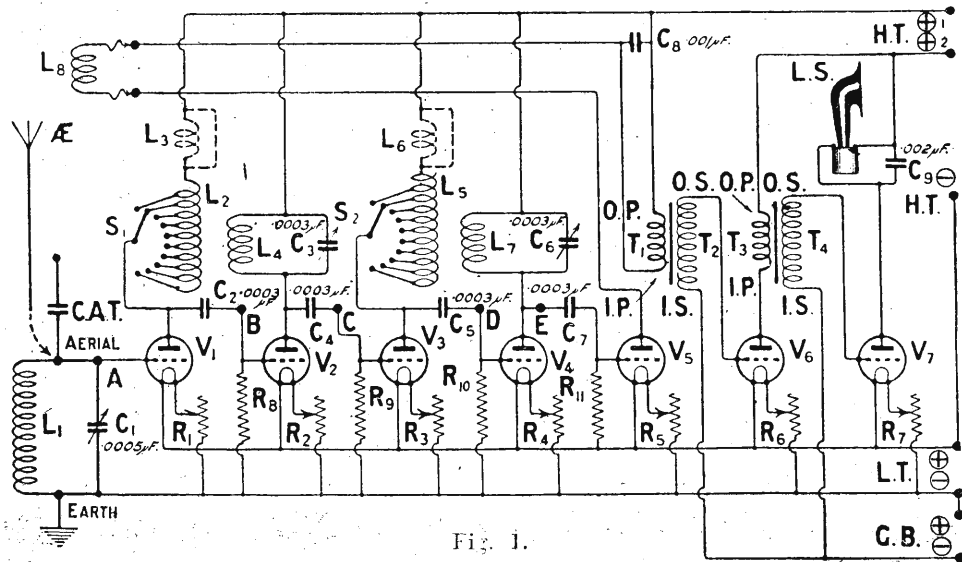 H.T. ⊕1
⊕2
C8 .001µF.
L8
L.S.
Æ
L3
L6
.002µF.
C9
⊖
H.T.
L2
L5
S1
S2
.0003µF.
C3
L4
.0003µF.
C6
L7
O.P.
T1
O.S.
T2
O.P.
T3
O.S.
T4
I.P.
I.S.
I.P.
I.S.
C.A.T.
C2 .0003µF.
B
.0003µF.
C4
C
.0003µF.
C5
D
E
.0003µF.
C7
AERIAL
A
V1
V2
V3
V4
V5
V6
V7
L1
C1
.0005µF.
R8
R9
R10
R11
R1
R2
R3
R4
R5
R6
R7
L.T. ⊕
⊖
EARTH
G.B. ⊕
⊖
Fig. 1.